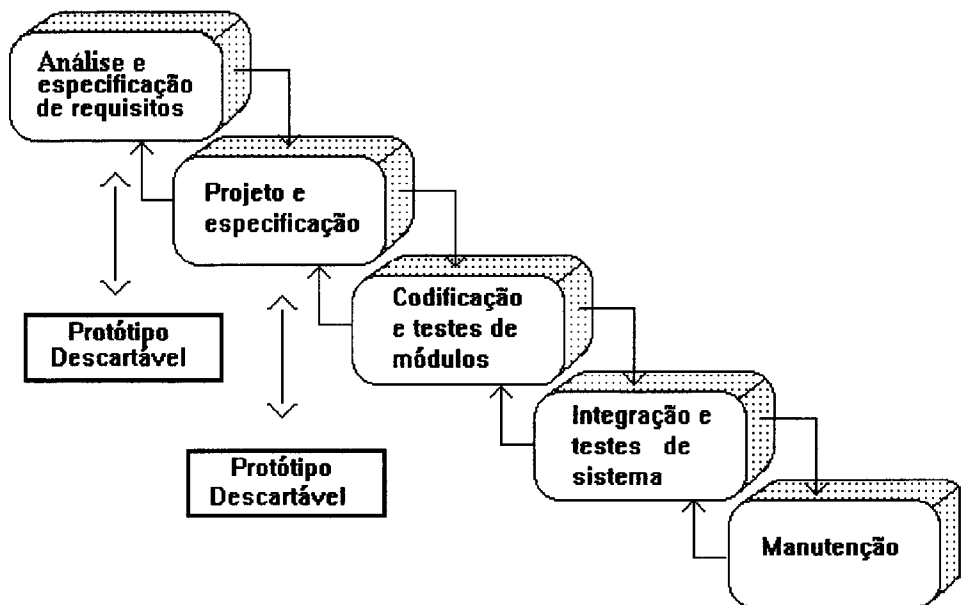 Análise e
especificação
de requisitos
Projeto e
especificação
Codificação
e testes de
módulos
Protótipo
Descartável
Integração e
testes de
sistema
Protótipo
Descartável
Manutenção